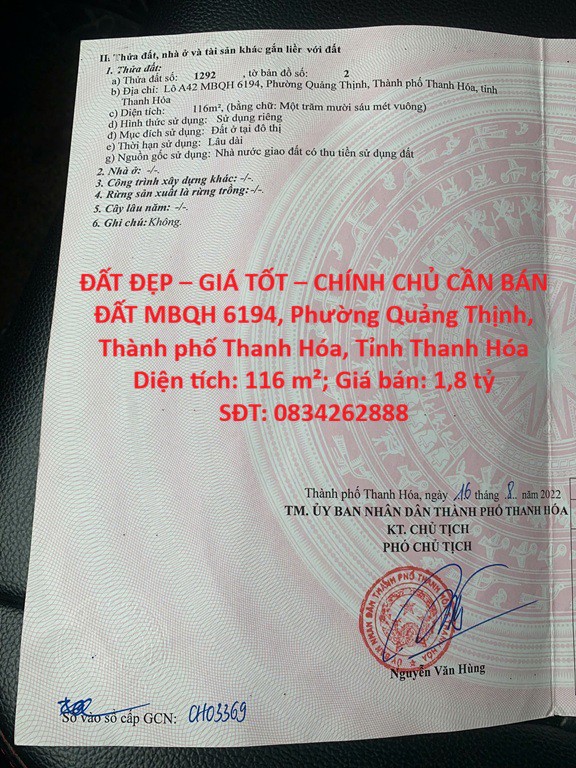 II. Thửa đất, nhà ở và tài sản khác gắn liền với đất
1. Thửa đất:
a) Thửa đất số: 1292 , tờ bản đồ số: 2
b) Địa chỉ: Lô A42 MBQH 6194, Phường Quảng Thịnh, Thành phố Thanh Hóa, tỉnh
Thanh Hóa
c) Diện tích: 116m², (bằng chữ: Một trăm mười sáu mét vuông)
d) Hình thức sử dụng: Sử dụng riêng
đ) Mục đích sử dụng: Đất ở tại đô thị
e) Thời hạn sử dụng: Lâu dài
g) Nguồn gốc sử dụng: Nhà nước giao đất có thu tiền sử dụng đất
2. Nhà ở: -/-.
3. Công trình xây dựng khác: -/-.
4. Rừng sản xuất là rừng trồng: -/-.
5. Cây lâu năm: -/-.
6. Ghi chú: Không.
ĐẤT ĐẸP – GIÁ TỐT – CHÍNH CHỦ CẦN BÁN
ĐẤT MBQH 6194, Phường Quảng Thịnh,
Thành phố Thanh Hóa, Tỉnh Thanh Hóa
Diện tích: 116 m²; Giá bán: 1,8 tỷ
SĐT: 0834262888
Thành phố Thanh Hóa, ngày 16 tháng 8 năm 2022
TM. ỦY BAN NHÂN DÂN THÀNH PHỐ THANH HÓA
KT. CHỦ TỊCH
PHÓ CHỦ TỊCH
ỦY BAN NHÂN DÂN THÀNH PHỐ THANH HÓA
Nguyễn Văn Hùng
Số vào sổ cấp GCN: CH03369